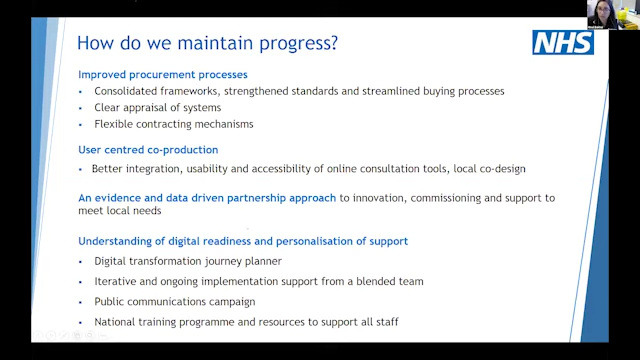 How do we maintain progress?
NHS
Improved procurement processes
• Consolidated frameworks, strengthened standards and streamlined buying processes
• Clear appraisal of systems
• Flexible contracting mechanisms
User centred co-production
• Better integration, usability and accessibility of online consultation tools, local co-design
An evidence and data driven partnership approach to innovation, commissioning and support to
meet local needs
Understanding of digital readiness and personalisation of support
• Digital transformation journey planner
• Iterative and ongoing implementation support from a blended team
• Public communications campaign
• National training programme and resources to support all staff